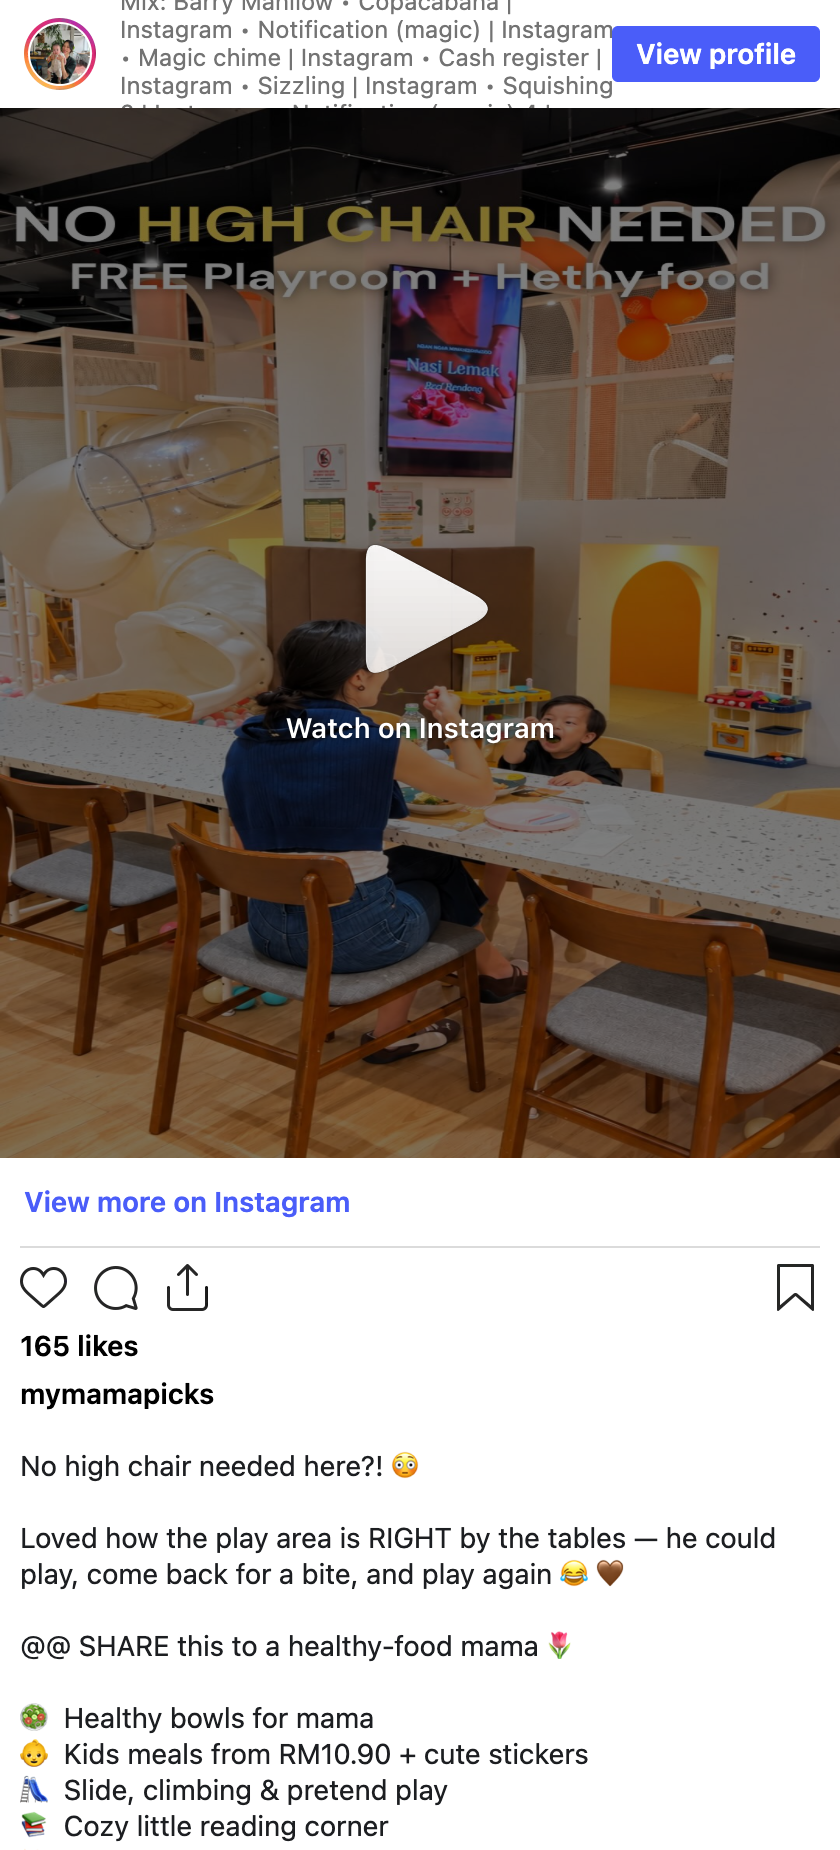 Mix: Barry Manilow • Copacabana |
Instagram • Notification (magic) | Instagram
• Magic chime | Instagram • Cash register |
Instagram • Sizzling | Instagram • Squishing
View profile
NO HIGH CHAIR NEEDED
FREE Playroom + Hethy food
Nasi Lemak
Beef Rendang
Watch on Instagram
View more on Instagram
165 likes
mymamapicks
No high chair needed here?! 😳
Loved how the play area is RIGHT by the tables — he could
play, come back for a bite, and play again 😂 🤎
@@ SHARE this to a healthy-food mama 🌷
🥗 Healthy bowls for mama
👶 Kids meals from RM10.90 + cute stickers
🛝 Slide, climbing & pretend play
📚 Cozy little reading corner